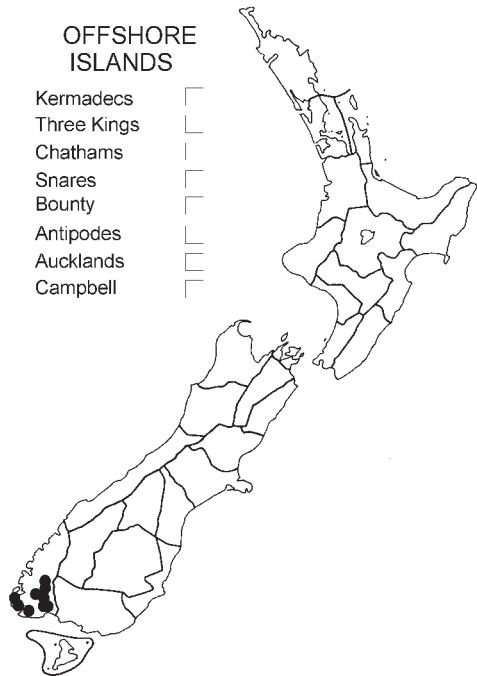 OFFSHORE
ISLANDS
Kermadecs
Three Kings
Chathams
Snares
Bounty
Antipodes
Aucklands
Campbell